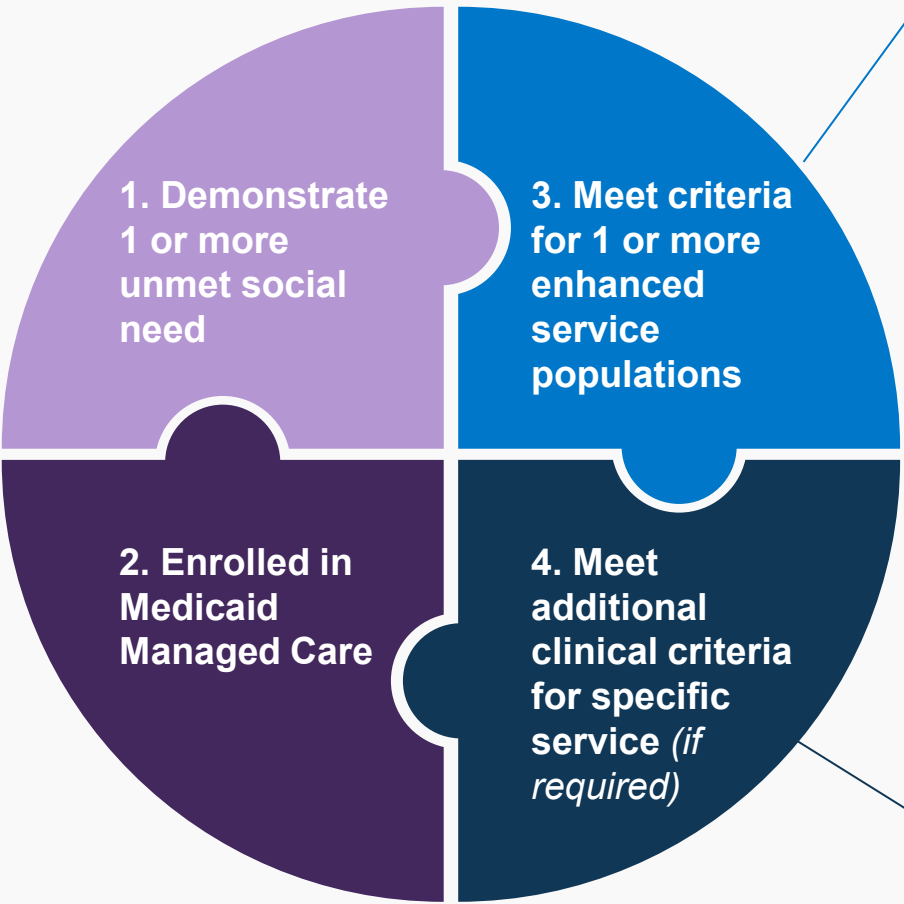 1. Demonstrate
1 or more
unmet social
need
2. Enrolled in
Medicaid
Managed Care
3. Meet criteria
for 1 or more
enhanced
service
populations
4. Meet
additional
clinical criteria
for specific
service (if
required)